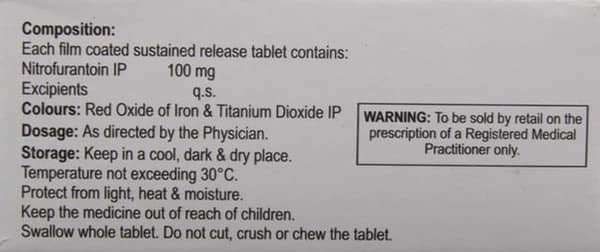 Composition:
Each film coated sustained release tablet contains:
Nitrofurantoin IP 100 mg
Excipients q.s.
Colours: Red Oxide of Iron & Titanium Dioxide IP
Dosage: As directed by the Physician.
Storage: Keep in a cool, dark & dry place.
Temperature not exceeding 30°C.
Protect from light, heat & moisture.
Keep the medicine out of reach of children.
Swallow whole tablet. Do not cut, crush or chew the tablet.
WARNING: To be sold by retail on the
prescription of a Registered Medical
Practitioner only.